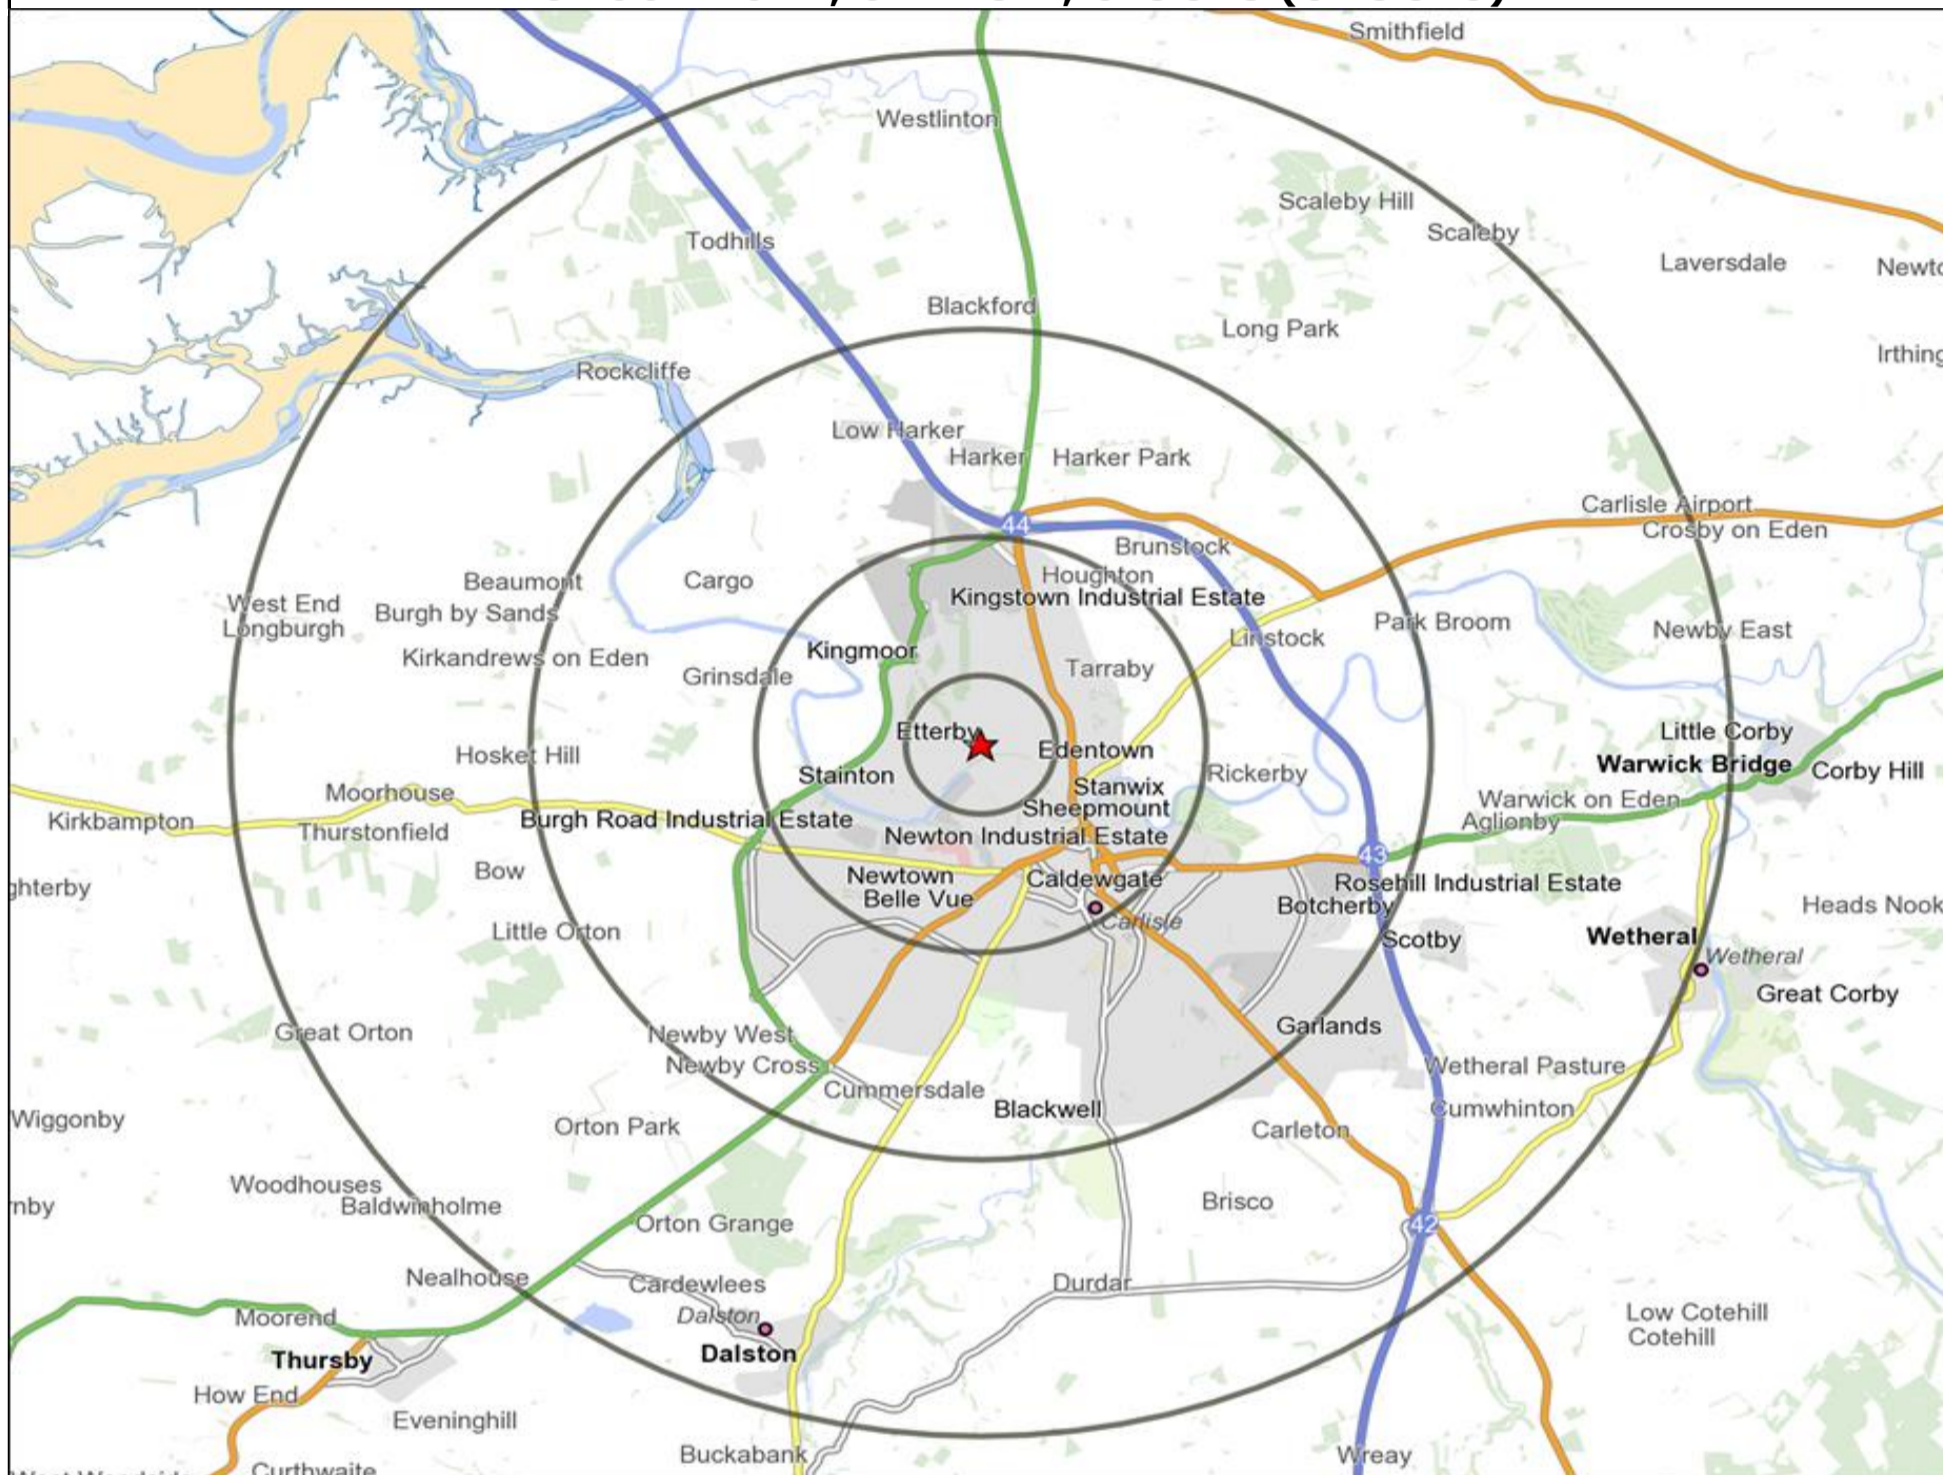 Smithfield
Westlinton
Scaleby Hill
Scaleby
Todhills
Laversdale
Blackford
Long Park
Rockcliffe
Low Harker
Harker
Harker Park
Carlisle Airport
Crosby on Eden
44
Brunstock
Houghton
Beaumont
Cargo
Kingstown Industrial Estate
West End
Longburgh
Burgh by Sands
Park Broom
Linstock
Newby East
Kingmoor
Kirkandrews on Eden
Tarraby
Grinsdale
Etterby
Little Corby
Edentown
Hosket Hill
Warwick Bridge
Corby Hill
Stainton
Rickerby
Stanwix
Moorhouse
Warwick on Eden
Sheepmount
Kirkbampton
Burgh Road Industrial Estate
Aglionby
Thurstonfield
Newton Industrial Estate
43
Bow
Newtown
Caldewgate
Rosehill Industrial Estate
ghterby
Belle Vue
Botcherby
Heads Nook
Carlisle
Little Orton
Scotby
Wetheral
Wetheral
Great Corby
Great Orton
Newby West
Garlands
Newby Cross
Wetheral Pasture
Cummersdale
Blackwell
Cumwhinton
Wiggonby
Orton Park
Carleton
Woodhouses
Baldwinholme
rnby
Brisco
Orton Grange
42
Nealhouse
Cardewlees
Durdar
Dalston
Moorend
Low Cotehill
Cotehill
Dalston
Thursby
How End
Eveninghill
Buckabank
Wreay
Curthwaite